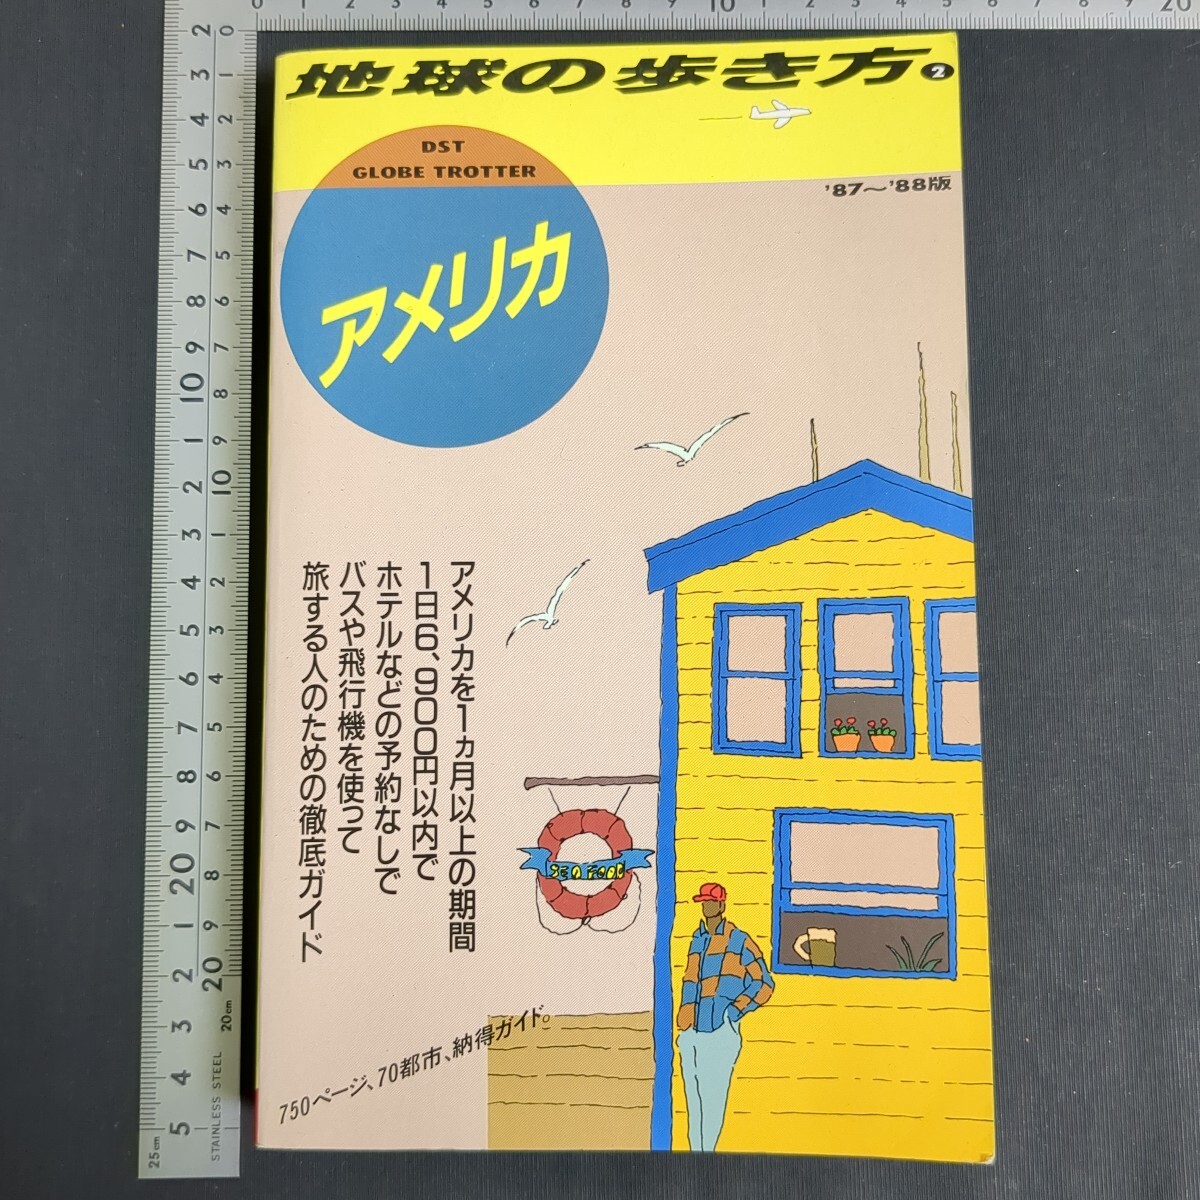 地球の歩き方 2
DST
GLOBE TROTTER
'87〜'88版
アメリカ
アメリカを1ヵ月以上の期間
1日6、900円以内で
ホテルなどの予約なしで
バスや飛行機を使って
旅する人のための徹底ガイド
SEA FOOD
750ページ、70都市、納得ガイド。
STAINLESS STEEL
20cm
25cm